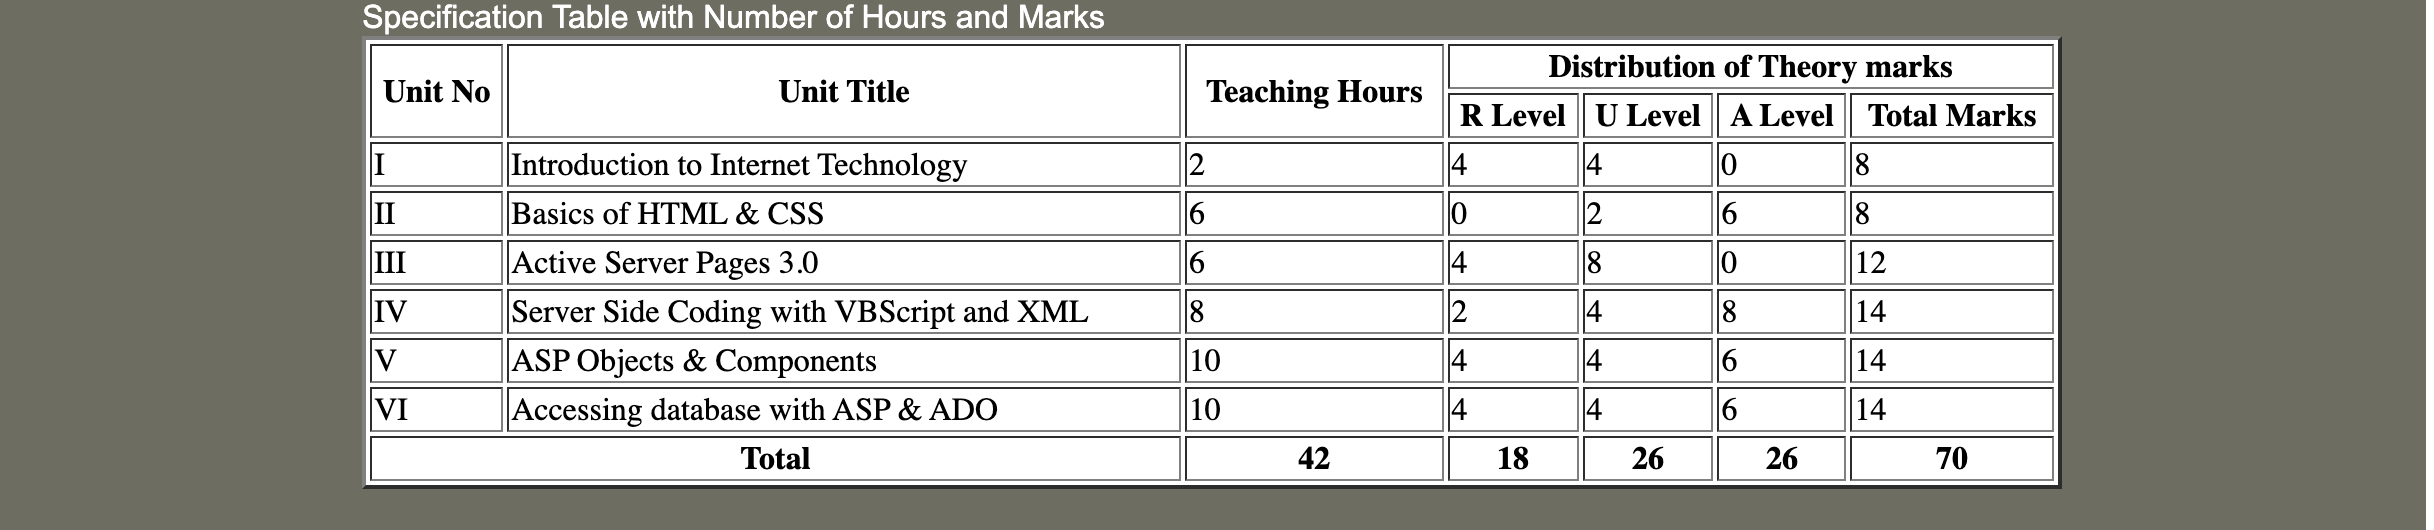 Specification Table with Number of Hours and Marks
Unit No Unit Title Teaching Hours Distribution of Theory marks
R Level U Level A Level Total Marks
I Introduction to Internet Technology 2 4 4 0 8
II Basics of HTML & CSS 6 0 2 6 8
III Active Server Pages 3.0 6 4 8 0 12
IV Server Side Coding with VBScript and XML 8 2 4 8 14
V ASP Objects & Components 10 4 4 6 14
VI Accessing database with ASP & ADO 10 4 4 6 14
Total 42 18 26 26 70